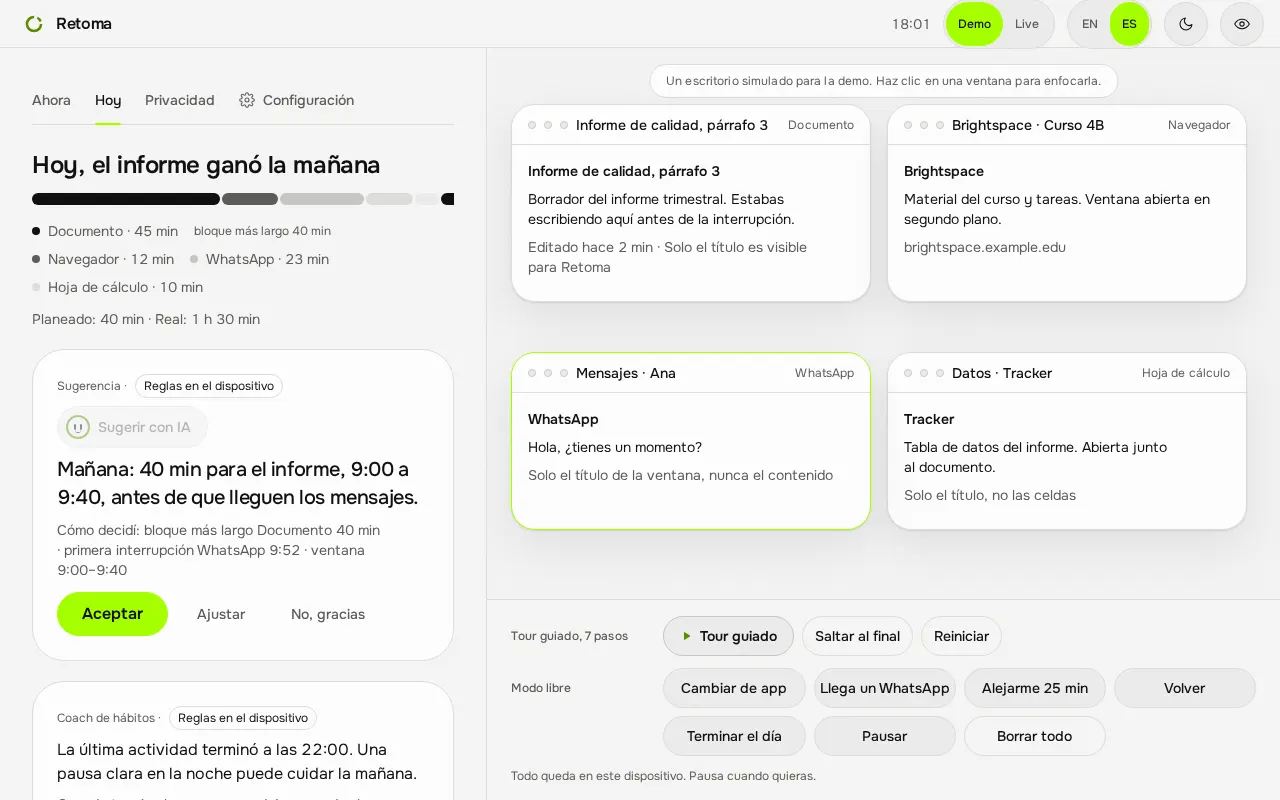 Retoma
18:01
Demo
Live
EN
ES
Ahora
Hoy
Privacidad
Configuración
Hoy, el informe ganó la mañana
Documento · 45 min
bloque más largo 40 min
Navegador · 12 min
WhatsApp · 23 min
Hoja de cálculo · 10 min
Planeado: 40 min · Real: 1 h 30 min
Sugerencia ·
Reglas en el dispositivo
Sugerir con IA
Mañana: 40 min para el informe, 9:00 a
9:40, antes de que lleguen los mensajes.
Cómo decidí: bloque más largo Documento 40 min
· primera interrupción WhatsApp 9:52 · ventana
9:00–9:40
Aceptar
Ajustar
No, gracias
Coach de hábitos ·
Reglas en el dispositivo
La última actividad terminó a las 22:00. Una
pausa clara en la noche puede cuidar la mañana.
Un escritorio simulado para la demo. Haz clic en una ventana para enfocarla.
Informe de calidad, párrafo 3
Documento
Informe de calidad, párrafo 3
Borrador del informe trimestral. Estabas
escribiendo aquí antes de la interrupción.
Editado hace 2 min · Solo el título es visible
para Retoma
Brightspace · Curso 4B
Navegador
Brightspace
Material del curso y tareas. Ventana abierta en
segundo plano.
brightspace.example.edu
Mensajes · Ana
WhatsApp
WhatsApp
Hola, ¿tienes un momento?
Solo el título de la ventana, nunca el contenido
Datos · Tracker
Hoja de cálculo
Tracker
Tabla de datos del informe. Abierta junto
al documento.
Solo el título, no las celdas
Tour guiado, 7 pasos
Tour guiado
Saltar al final
Reiniciar
Modo libre
Cambiar de app
Llega un WhatsApp
Alejarme 25 min
Volver
Terminar el día
Pausar
Borrar todo
Todo queda en este dispositivo. Pausa cuando quieras.